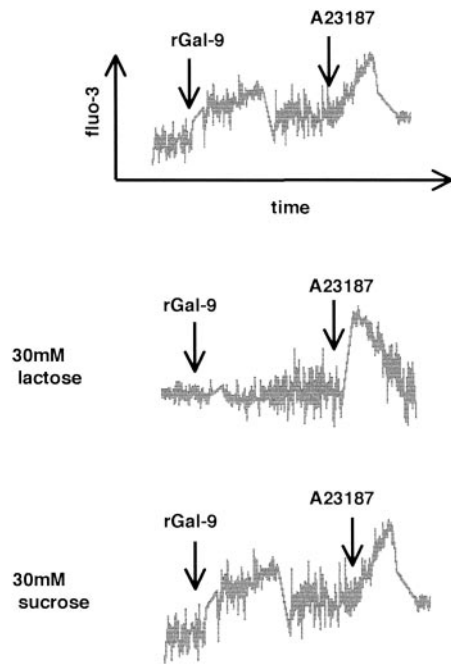 A23187
rGal-9
fluo-3
time
A23187
rGal-9
30mM
lactose
A23187
rGal-9
30mM
sucrose